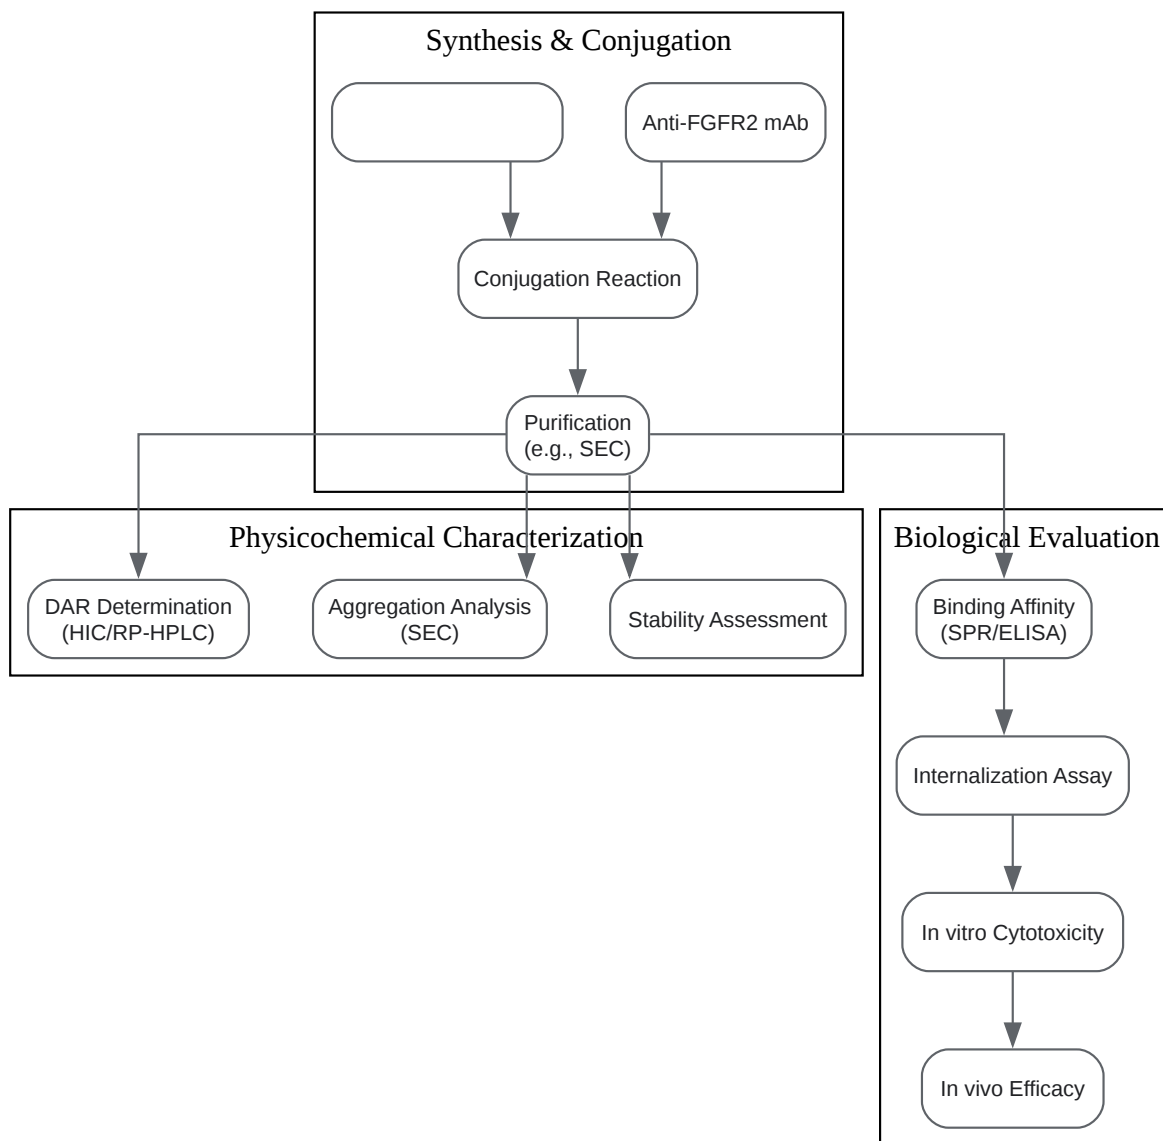 Synthesis & Conjugation
Anti-FGFR2 mAb
Conjugation Reaction
Purification
(e.g., SEC)
Physicochemical Characterization
DAR Determination
(HIC/RP-HPLC)
Aggregation Analysis
(SEC)
Stability Assessment
Biological Evaluation
Binding Affinity
(SPR/ELISA)
Internalization Assay
In vitro Cytotoxicity
In vivo Efficacy